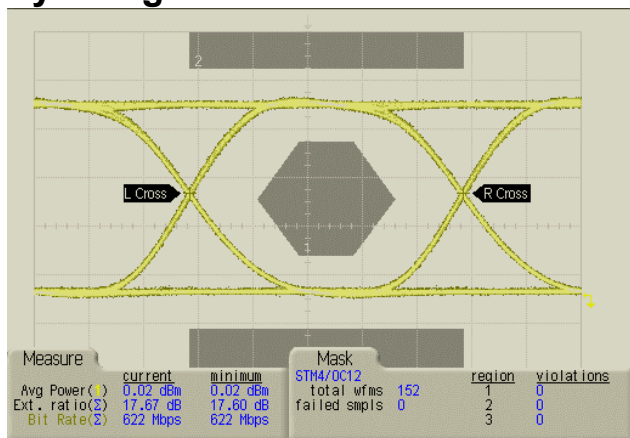 2
L Cross
R Cross
1
Measure
current minimum
Avg Power(1) 0.02 dBm 0.02 dBm
Ext. ratio(Σ) 17.67 dB 17.60 dB
Bit Rate(Σ) 622 Mbps 622 Mbps
Mask
STM4/OC12
total wfms 152
failed smpls 0
region violations
1 0
2 0
3 0